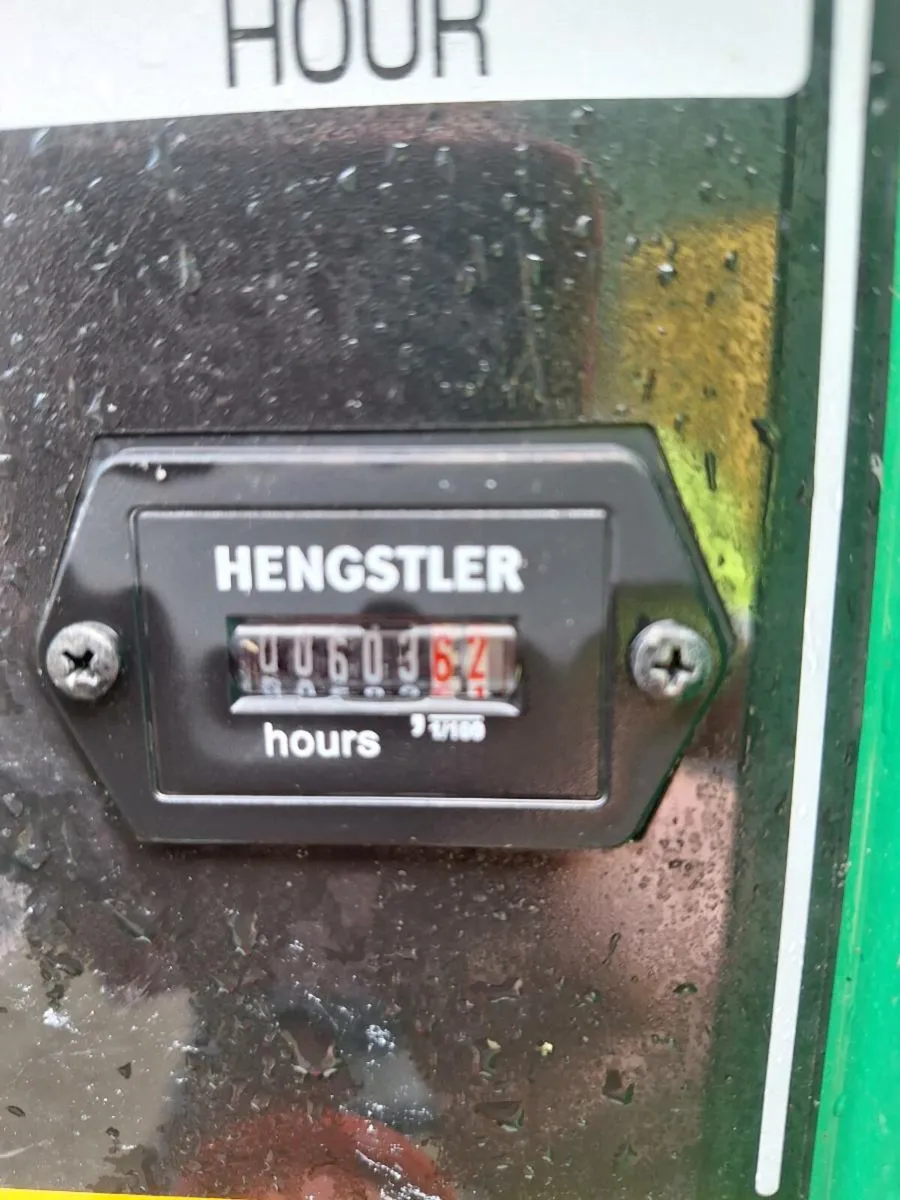 HOUR
HENGSTLER
0060362
hours , 1/100